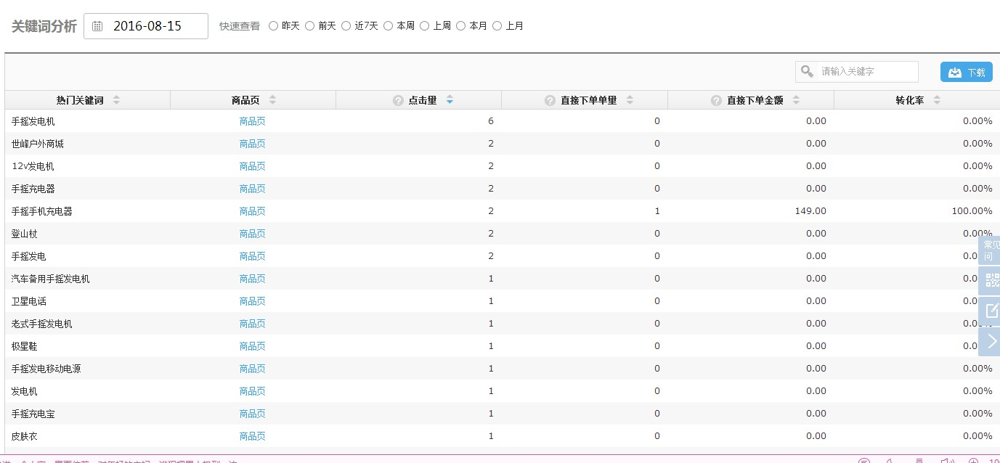 关键词分析 2016-08-15 快速查看 昨天 前天 近7天 本周 上周 本月 上月
请输入关键字 下载
热门关键词 商品页 点击量 直接下单单量 直接下单金额 转化率
手摇发电机 商品页 6 0 0.00 0.00%
世峰户外商城 商品页 2 0 0.00 0.00%
12v发电机 商品页 2 0 0.00 0.00%
手摇充电器 商品页 2 0 0.00 0.00%
手摇手机充电器 商品页 2 1 149.00 100.00%
登山杖 商品页 2 0 0.00 0.00%
常见
手摇发电 商品页 2 0 0.00 0.0
问
汽车备用手摇发电机 商品页 1 0 0.00 0.0
卫星电话 商品页 1 0 0.00 0.0
老式手摇发电机 商品页 1 0 0.00 0.0
极星鞋 商品页 1 0 0.00 0.0
手摇发电移动电源 商品页 1 0 0.00 0.00%
发电机 商品页 1 0 0.00 0.00%
手摇充电宝 商品页 1 0 0.00 0.00%
皮肤衣 商品页 1 0 0.00 0.00%